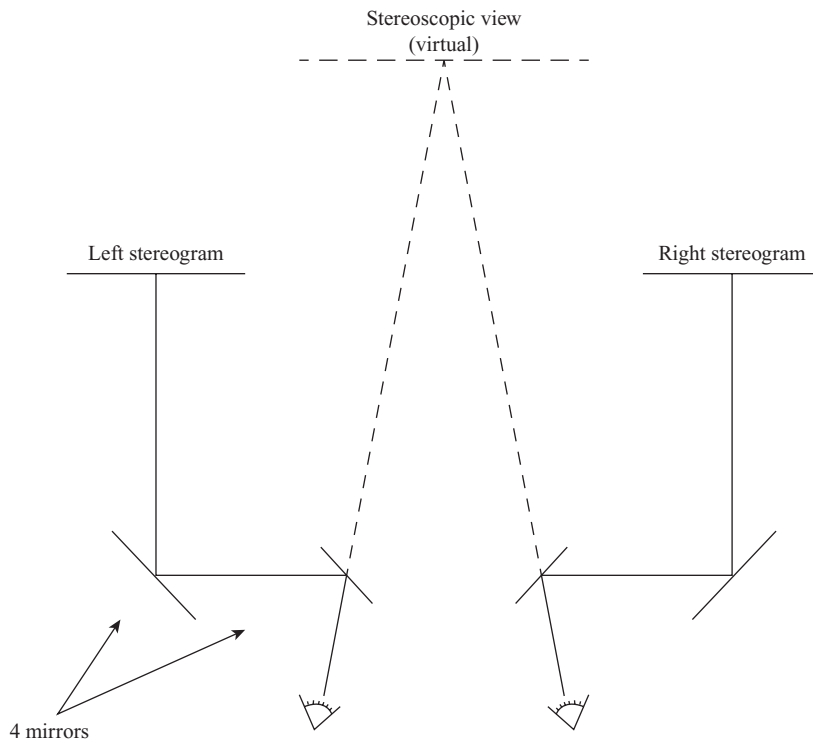 Stereoscopic view
(virtual)
Left stereogram
Right stereogram
4 mirrors